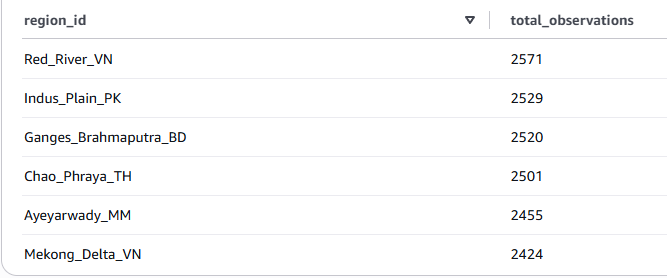 region_id total_observations
Red_River_VN 2571
Indus_Plain_PK 2529
Ganges_Brahmaputra_BD 2520
Chao_Phraya_TH 2501
Ayeyarwady_MM 2455
Mekong_Delta_VN 2424